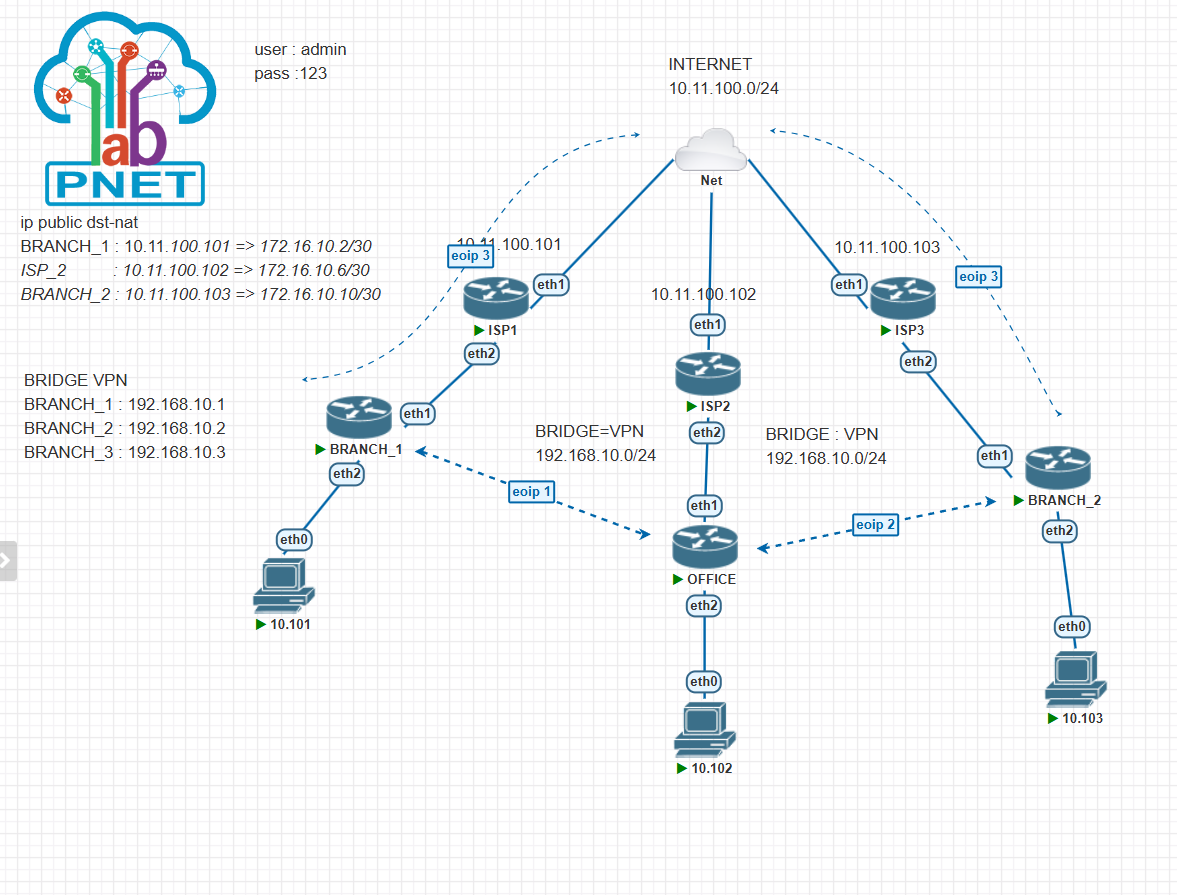 lab
PNET
user : admin
pass :123
INTERNET
10.11.100.0/24
Net
ip public dst-nat
BRANCH_1 : 10.11.100.101 => 172.16.10.2/30
ISP_2 : 10.11.100.102 => 172.16.10.6/30
BRANCH_2 : 10.11.100.103 => 172.16.10.10/30
10.11.100.101
eoip 3
eth1
ISP1
eth2
10.11.100.102
eth1
ISP2
eth2
10.11.100.103
eoip 3
eth1
ISP3
eth2
BRIDGE VPN
BRANCH_1 : 192.168.10.1
BRANCH_2 : 192.168.10.2
BRANCH_3 : 192.168.10.3
eth1
BRANCH_1
eth2
eth0
10.101
BRIDGE=VPN
192.168.10.0/24
eoip 1
BRIDGE : VPN
192.168.10.0/24
eoip 2
eth1
OFFICE
eth2
eth0
10.102
eth1
BRANCH_2
eth2
eth0
10.103